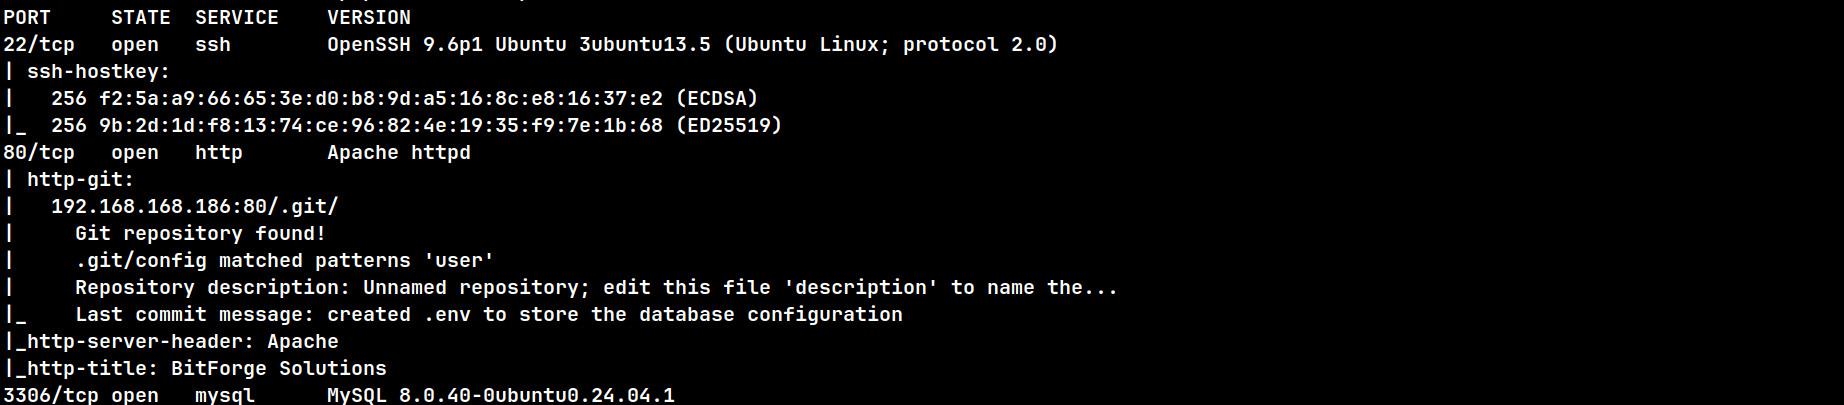 PORT     STATE  SERVICE    VERSION
22/tcp   open   ssh        OpenSSH 9.6p1 Ubuntu 3ubuntu13.5 (Ubuntu Linux; protocol 2.0)
| ssh-hostkey:
|   256 f2:5a:a9:66:65:3e:d0:b8:9d:a5:16:8c:e8:16:37:e2 (ECDSA)
|_  256 9b:2d:1d:f8:13:74:ce:96:82:4e:19:35:f9:7e:1b:68 (ED25519)
80/tcp   open   http       Apache httpd
| http-git:
|   192.168.168.186:80/.git/
|     Git repository found!
|     .git/config matched patterns 'user'
|     Repository description: Unnamed repository; edit this file 'description' to name the...
|_    Last commit message: created .env to store the database configuration
|_http-server-header: Apache
|_http-title: BitForge Solutions
3306/tcp open   mysql      MySQL 8.0.40-0ubuntu0.24.04.1